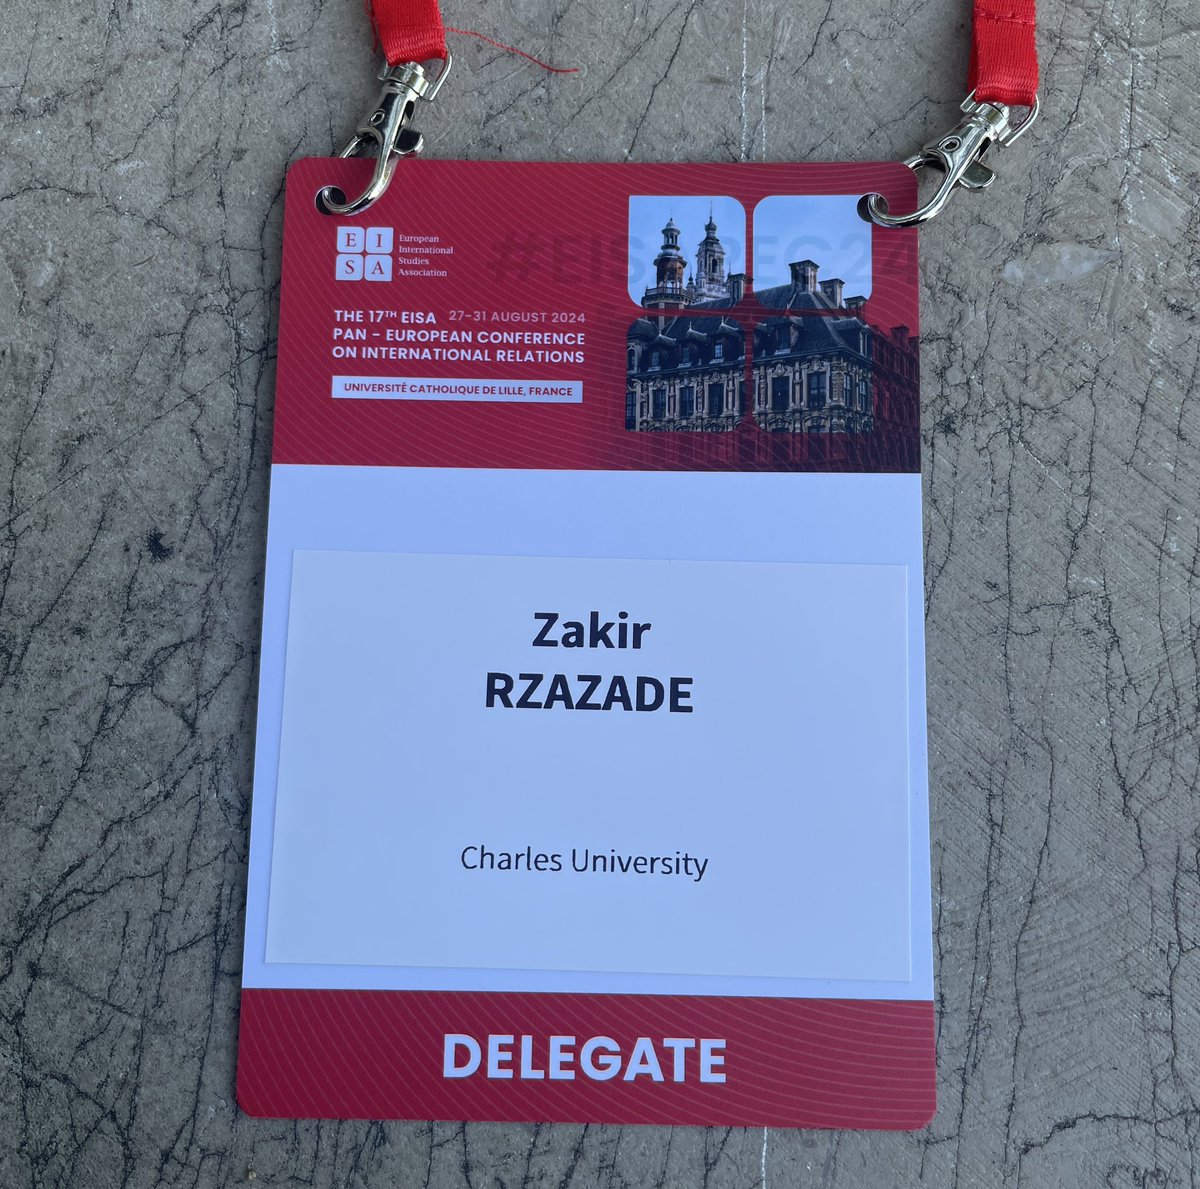 E I
S A
European
International
Studies
Association
#EISAPEC24
THE 17TH EISA 27-31 AUGUST 2024
PAN - EUROPEAN CONFERENCE
ON INTERNATIONAL RELATIONS
UNIVERSITÉ CATHOLIQUE DE LILLE, FRANCE
Zakir
RZAZADE
Charles University
DELEGATE